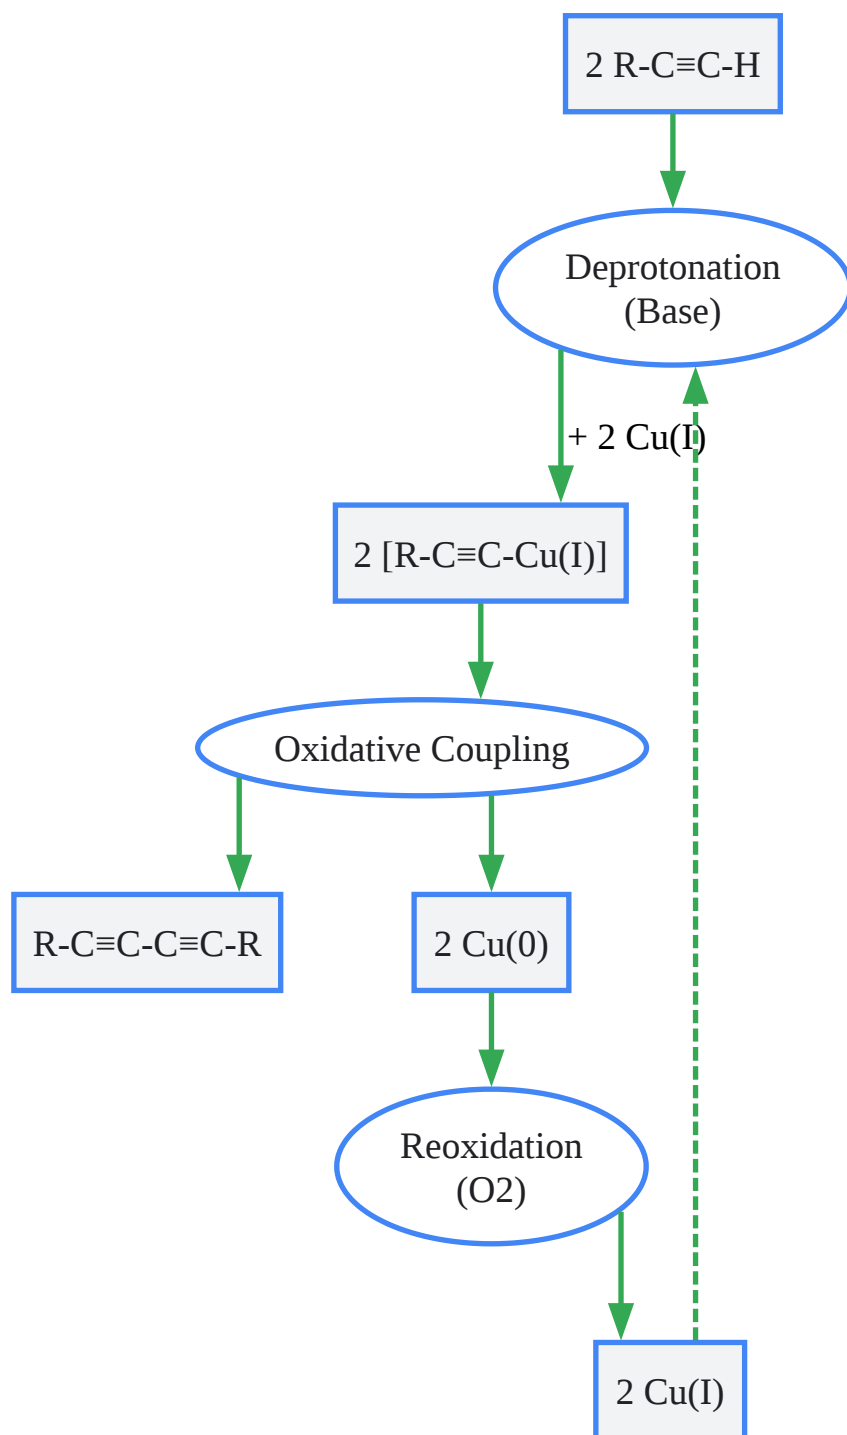 2 R-C≡C-H
Deprotonation
(Base)
+ 2 Cu(I)
2 [R-C≡C-Cu(I)]
Oxidative Coupling
R-C≡C-C≡C-R
2 Cu(0)
Reoxidation
(O2)
2 Cu(I)